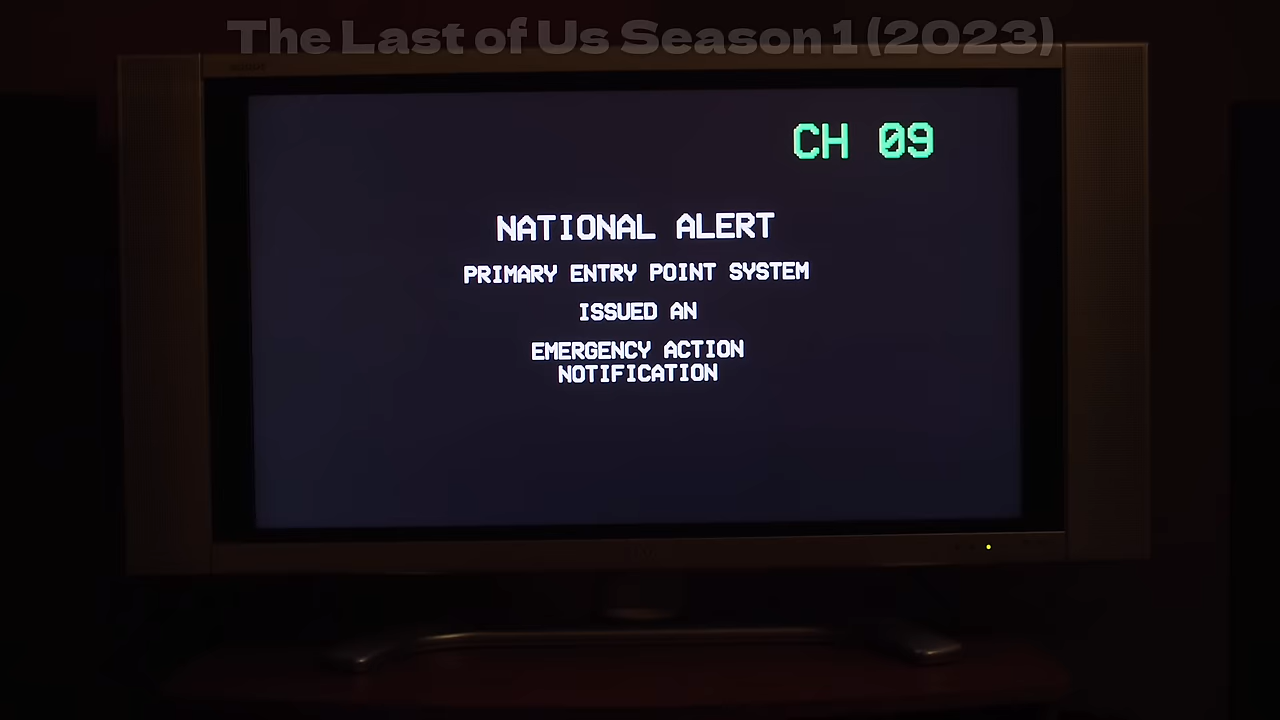 The Last of Us Season 1 (2023)
CH 09
NATIONAL ALERT
PRIMARY ENTRY POINT SYSTEM
ISSUED AN
EMERGENCY ACTION
NOTIFICATION